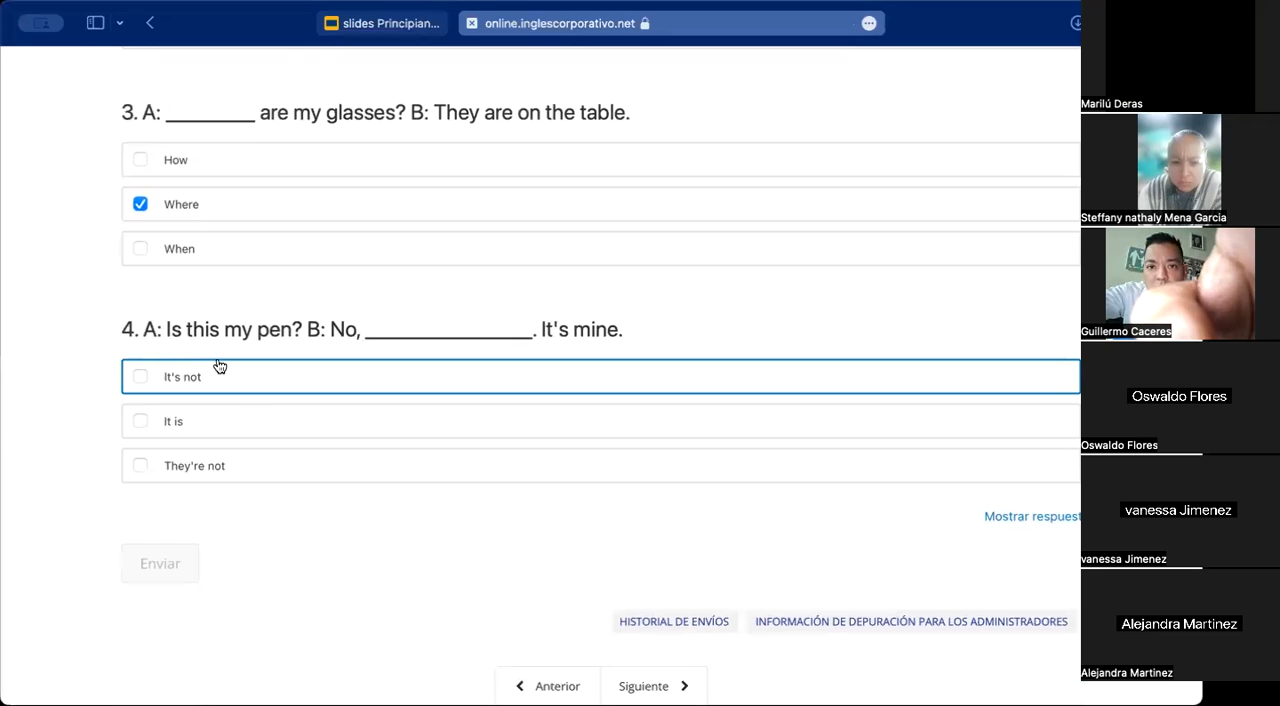 slides Principian...
online.inglescorporativo.net
3. A: _________ are my glasses? B: They are on the table.
How
Where
When
4. A: Is this my pen? B: No, _________________. It's mine.
It's not
It is
They're not
Mostrar respuest
Enviar
HISTORIAL DE ENVÍOS
INFORMACIÓN DE DEPURACIÓN PARA LOS ADMINISTRADORES
Anterior
Siguiente
Marilú Deras
Steffany nathaly Mena Garcia
Guillermo Caceres
Oswaldo Flores
Oswaldo Flores
vanessa Jimenez
vanessa Jimenez
Alejandra Martinez
Alejandra Martinez